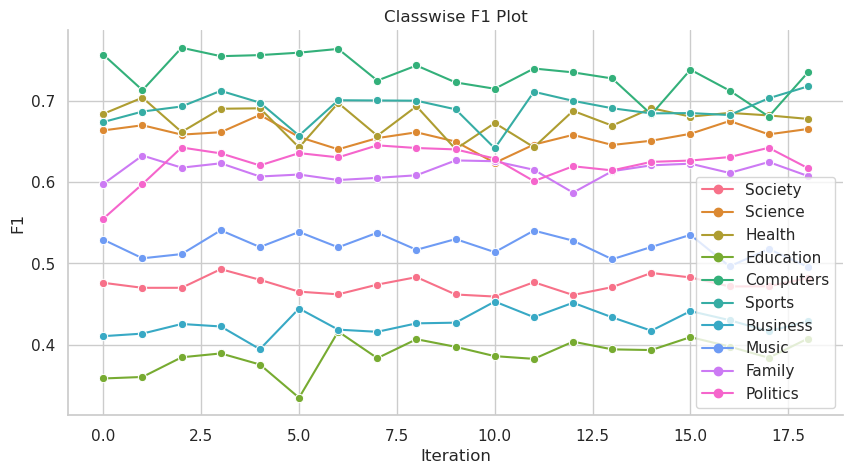 Classwise F1 Plot
F1
0.7
0.6
0.5
0.4
0.0
2.5
5.0
7.5
10.0
12.5
15.0
17.5
Iteration
Society
Science
Health
Education
Computers
Sports
Business
Music
Family
Politics